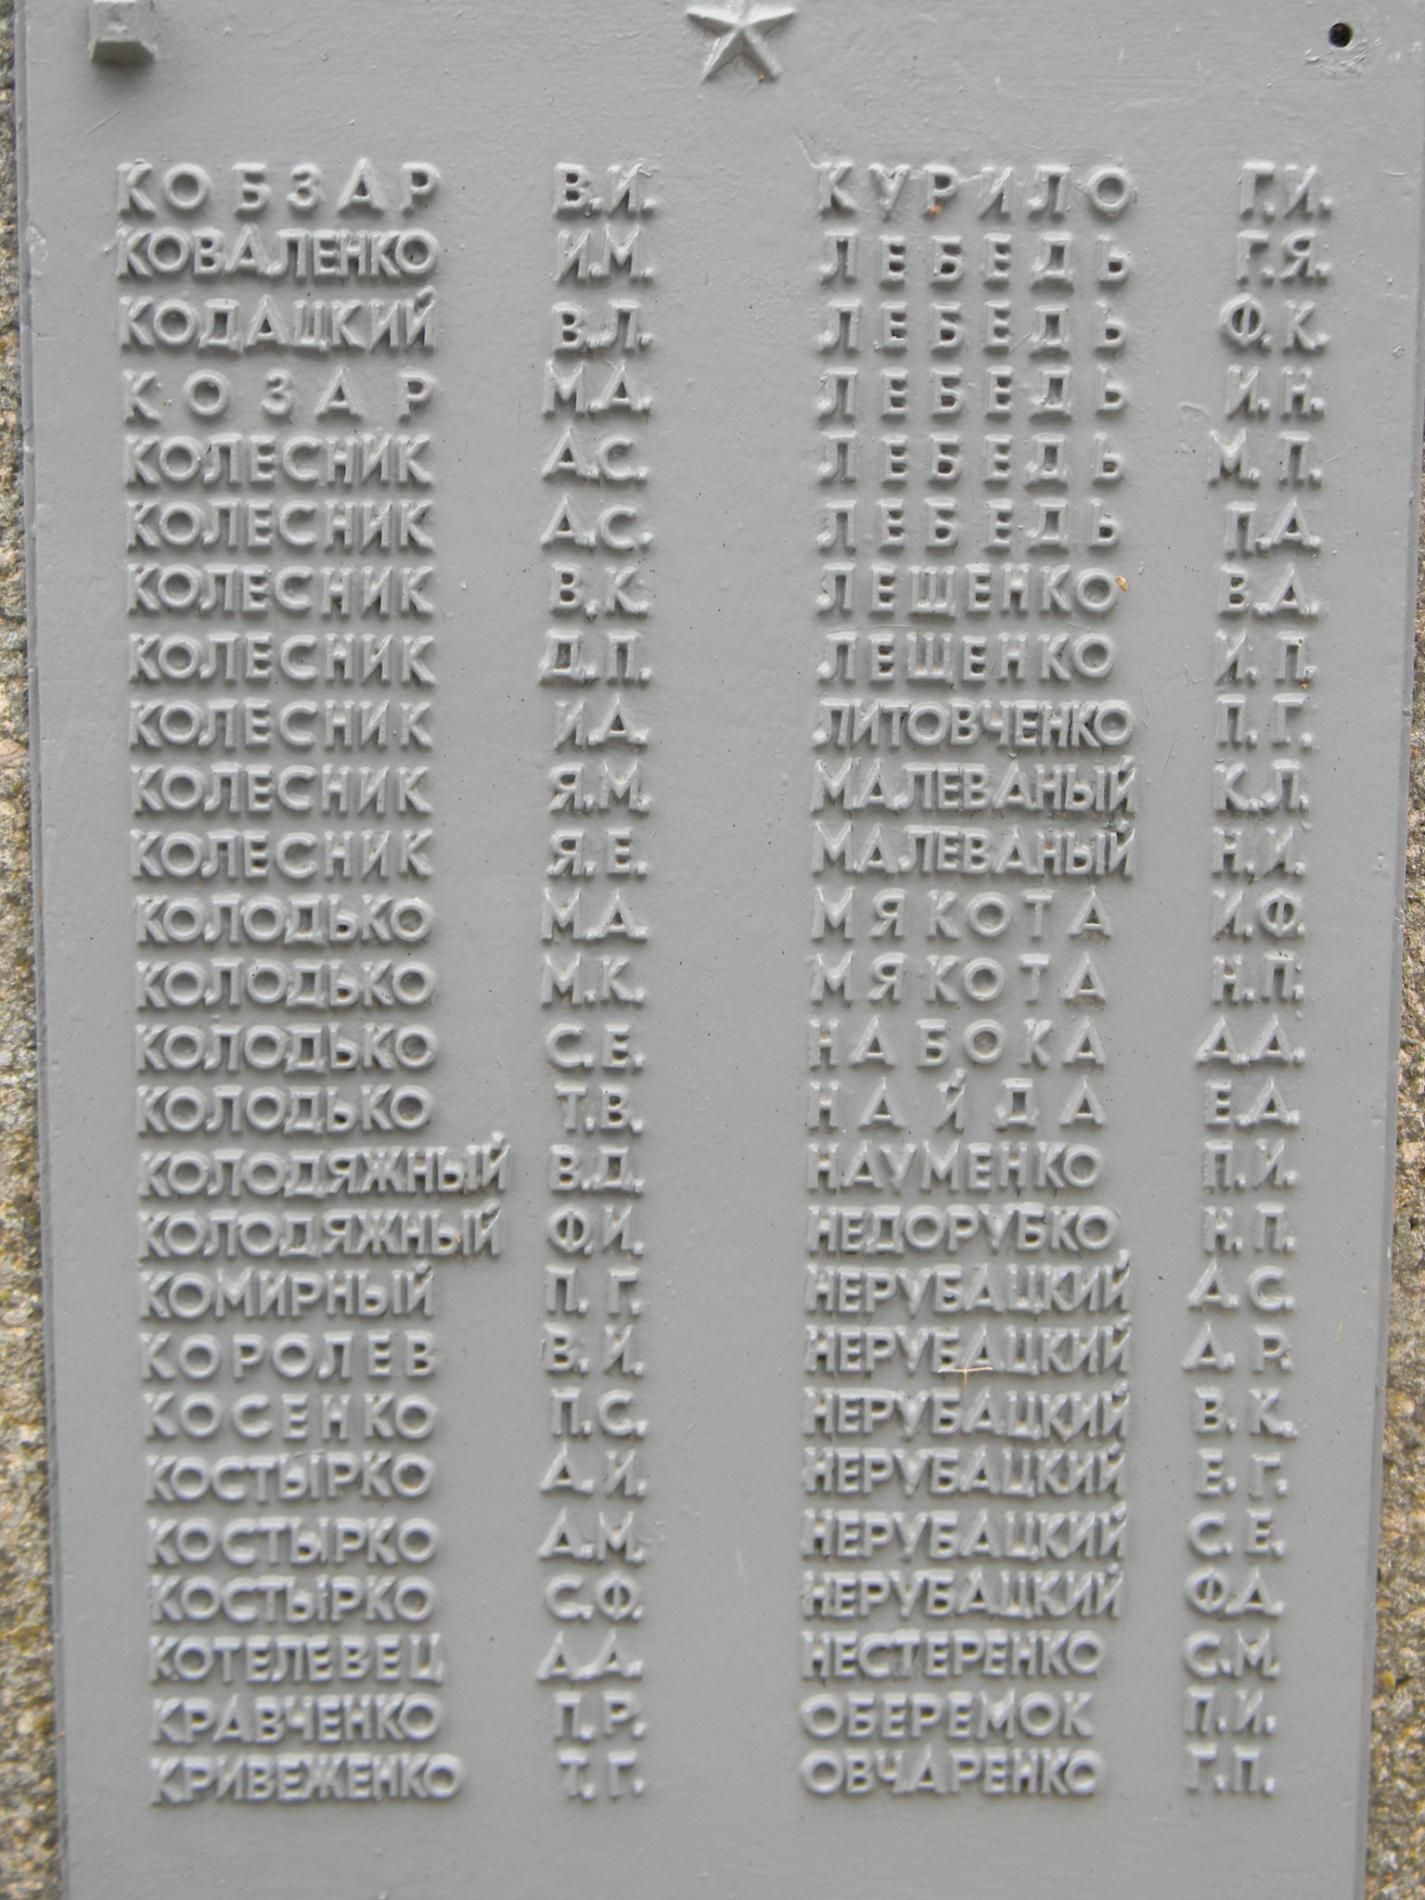 КОБЗАР В.И.
КОВАЛЕНКО И.М.
КОДАЦКИЙ В.Л.
КОЗАР М.А.
КОЛЕСНИК А.С.
КОЛЕСНИК А.С.
КОЛЕСНИК В.К.
КОЛЕСНИК Д.П.
КОЛЕСНИК И.А.
КОЛЕСНИК Я.М.
КОЛЕСНИК Я.Е.
КОЛОДЬКО М.А.
КОЛОДЬКО М.К.
КОЛОДЬКО С.Е.
КОЛОДЬКО Т.В.
КОЛОДЯЖНЫЙ В.Д.
КОЛОДЯЖНЫЙ Ф.И.
КОМИРНЫЙ П.Г.
КОРОЛЕВ В.И.
КОСЕНКО П.С.
КОСТЫРКО А.И.
КОСТЫРКО А.М.
КОСТЫРКО С.Ф.
КОТЕЛЕВЕЦ А.А.
КРАВЧЕНКО П.Р.
КРИВЕЖЕНКО Т.Г.
КУРИЛО Г.И.
ЛЕБЕДЬ Г.Я.
ЛЕБЕДЬ Ф.К.
ЛЕБЕДЬ И.Н.
ЛЕБЕДЬ М.П.
ЛЕБЕДЬ П.А.
ЛЕЩЕНКО В.А.
ЛЕЩЕНКО И.П.
ЛИТОВЧЕНКО П.Г.
МАЛЕВАНЫЙ К.Л.
МАЛЕВАНЫЙ Н.И.
МЯКОТА И.Ф.
МЯКОТА Н.П.
НАБОКА А.А.
НАЙДА Е.А.
НАУМЕНКО П.И.
НЕДОРУБКО Н.П.
НЕРУБАЦКИЙ А.С.
НЕРУБАЦКИЙ А.Р.
НЕРУБАЦКИЙ В.К.
НЕРУБАЦКИЙ Е.Г.
НЕРУБАЦКИЙ С.Е.
НЕРУБАЦКИЙ Ф.А.
НЕСТЕРЕНКО С.М.
ОБЕРЕМОК П.И.
ОВЧАРЕНКО Г.П.